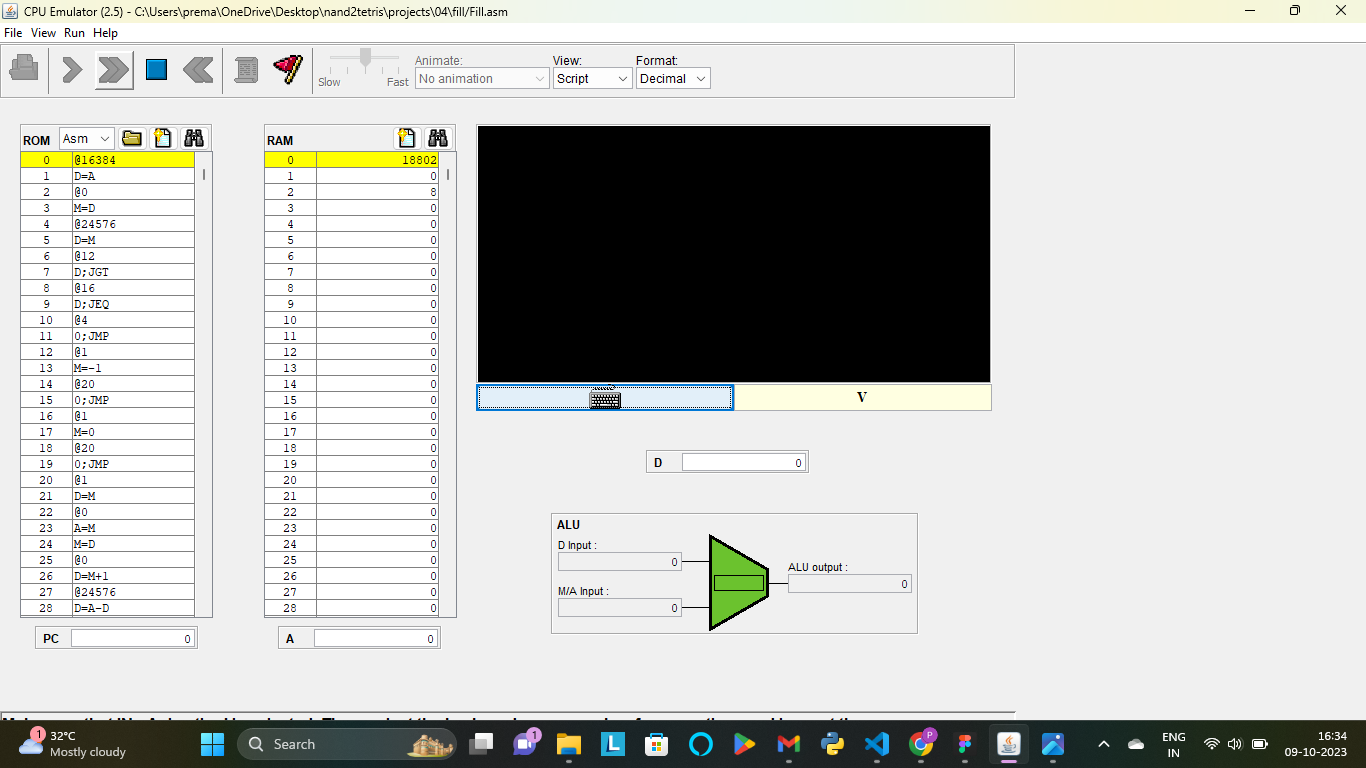 CPU Emulator (2.5) - C:\Users\prema\OneDrive\Desktop\nand2tetris\projects\04\fill/Fill.asm
File View Run Help
Slow Fast
Animate:
No animation
View:
Script
Format:
Decimal
ROM Asm
0 @16384
1 D=A
2 @0
3 M=D
4 @24576
5 D=M
6 @12
7 D;JGT
8 @16
9 D;JEQ
10 @4
11 0;JMP
12 @1
13 M=-1
14 @20
15 0;JMP
16 @1
17 M=0
18 @20
19 0;JMP
20 @1
21 D=M
22 @0
23 A=M
24 M=D
25 @0
26 D=M+1
27 @24576
28 D=A-D
PC 0
RAM
0 18802
1 0
2 8
3 0
4 0
5 0
6 0
7 0
8 0
9 0
10 0
11 0
12 0
13 0
14 0
15 0
16 0
17 0
18 0
19 0
20 0
21 0
22 0
23 0
24 0
25 0
26 0
27 0
28 0
A 0
V
D 0
ALU
D Input :
0
M/A Input :
0
ALU output :
0
1
32°C
Mostly cloudy
Search
1
L
P
ENG
IN
16:34
09-10-2023